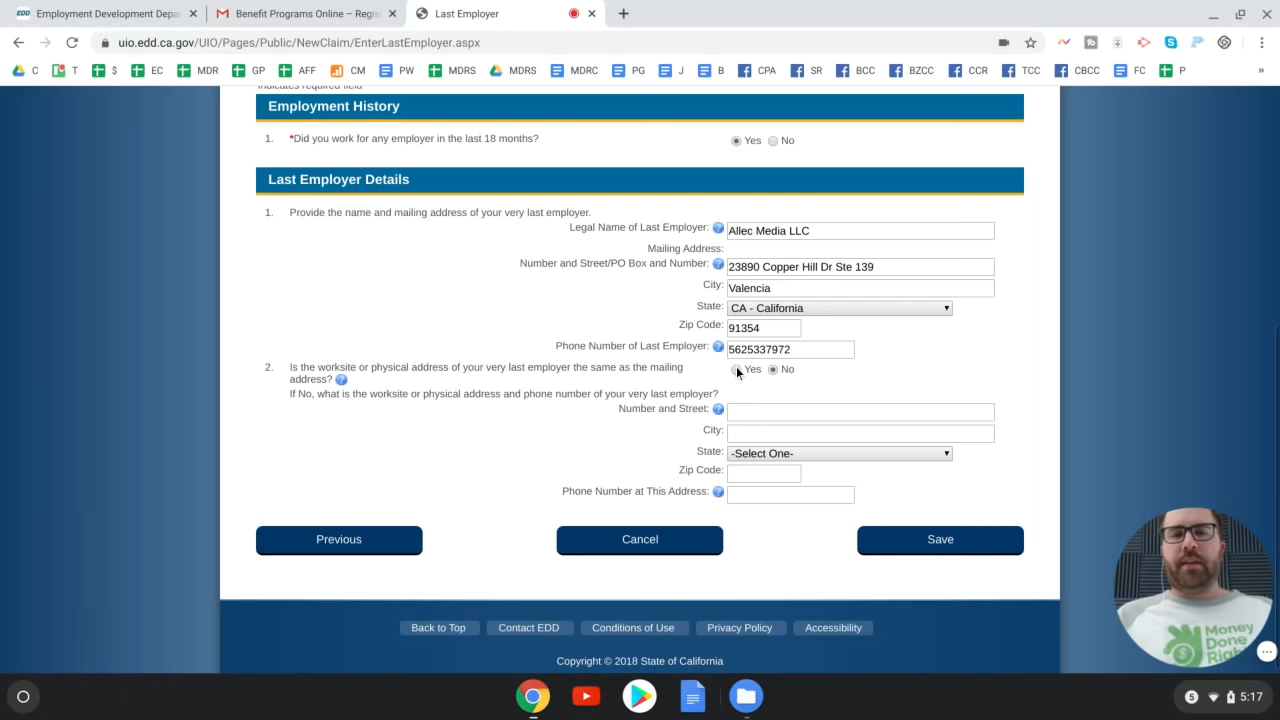 EDD Employment Development Depar
Benefit Programs Online – Regis
Last Employer
uio.edd.ca.gov/UIO/Pages/Public/NewClaim/EnterLastEmployer.aspx
C T $ EC MDR GP AFF CM PW MDRS MDRS MDRC PG J B CPA SR BCC BZCC CCR TCC CBCC FC P »
indicates required field
Employment History
1. *Did you work for any employer in the last 18 months? Yes No
Last Employer Details
1. Provide the name and mailing address of your very last employer.
Legal Name of Last Employer: ? Allec Media LLC
Mailing Address:
Number and Street/PO Box and Number: ? 23890 Copper Hill Dr Ste 139
City: Valencia
State: CA - California
Zip Code: 91354
Phone Number of Last Employer: ? 5625337972
2. Is the worksite or physical address of your very last employer the same as the mailing Yes No
address? ?
If No, what is the worksite or physical address and phone number of your very last employer?
Number and Street: ?
City:
State: -Select One-
Zip Code:
Phone Number at This Address: ?
Previous Cancel Save
Money
Done
Right
Back to Top Contact EDD Conditions of Use Privacy Policy Accessibility
Copyright © 2018 State of California
5 5:17